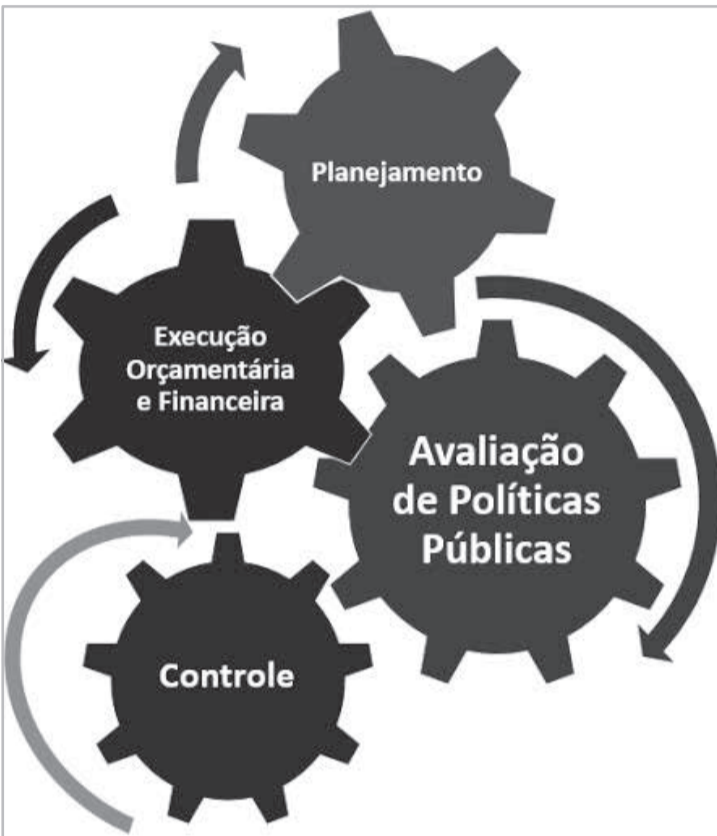 Planejamento
Execução
Orçamentária
e Financeira
Avaliação
de Políticas
Públicas
Controle